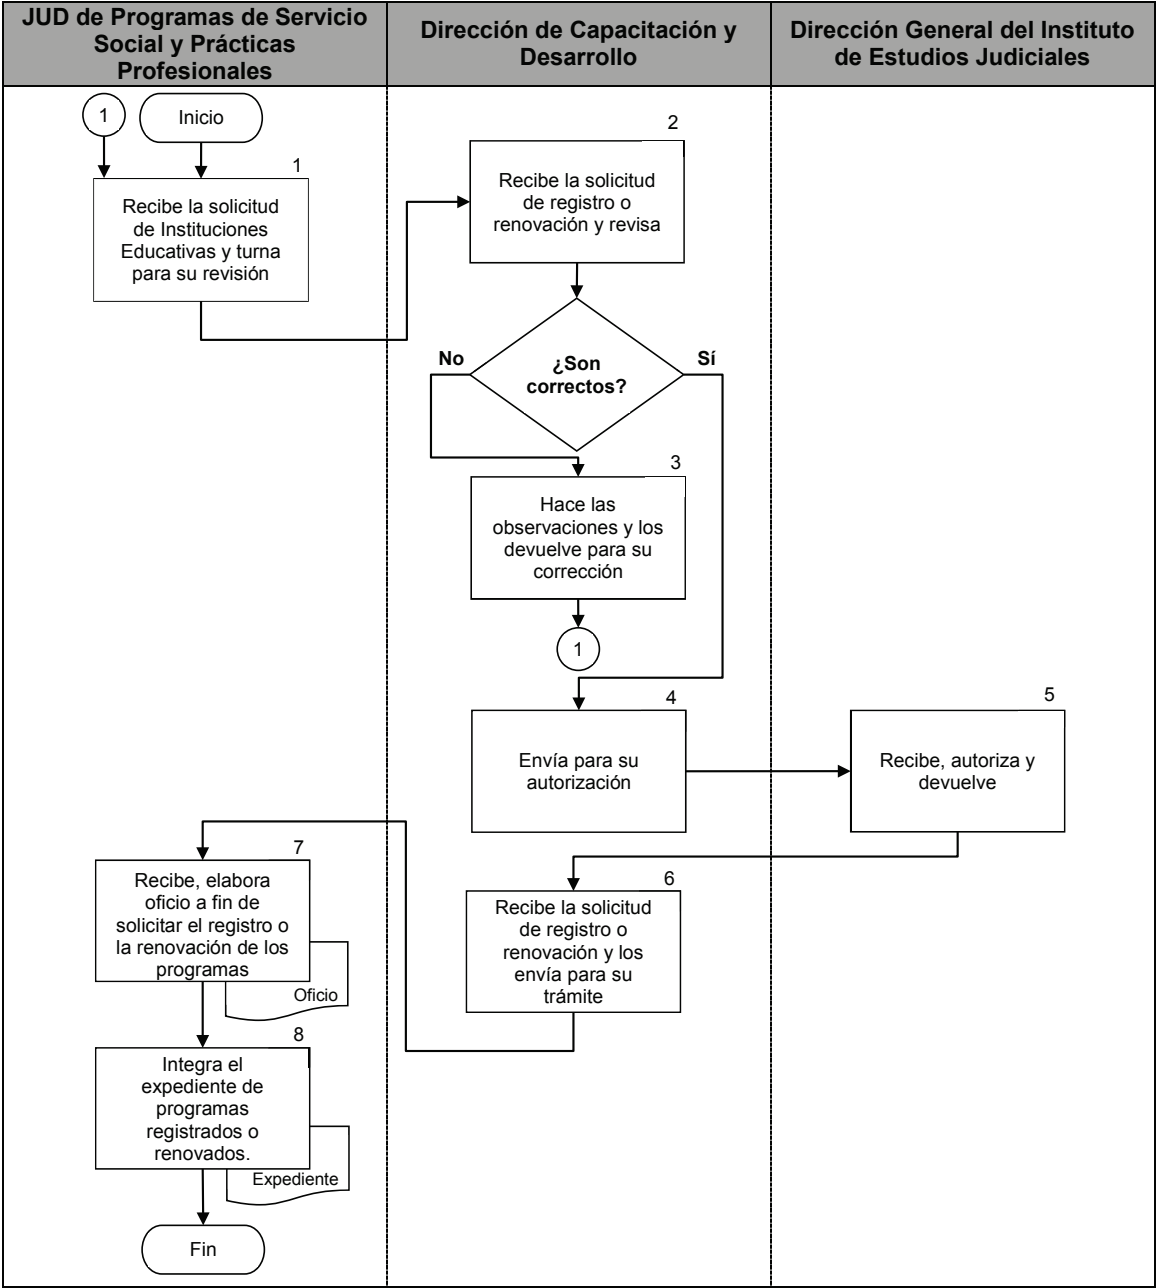 JUD de Programas de Servicio
Social y Prácticas
Profesionales
Dirección de Capacitación y
Desarrollo
Dirección General del Instituto
de Estudios Judiciales
1
Inicio
1
Recibe la solicitud
de Instituciones
Educativas y turna
para su revisión
2
Recibe la solicitud
de registro o
renovación y revisa
No
¿Son
correctos?
Sí
3
Hace las
observaciones y los
devuelve para su
corrección
1
4
Envía para su
autorización
5
Recibe, autoriza y
devuelve
6
Recibe la solicitud
de registro o
renovación y los
envía para su
trámite
7
Recibe, elabora
oficio a fin de
solicitar el registro o
la renovación de los
programas
Oficio
8
Integra el
expediente de
programas
registrados o
renovados.
Expediente
Fin